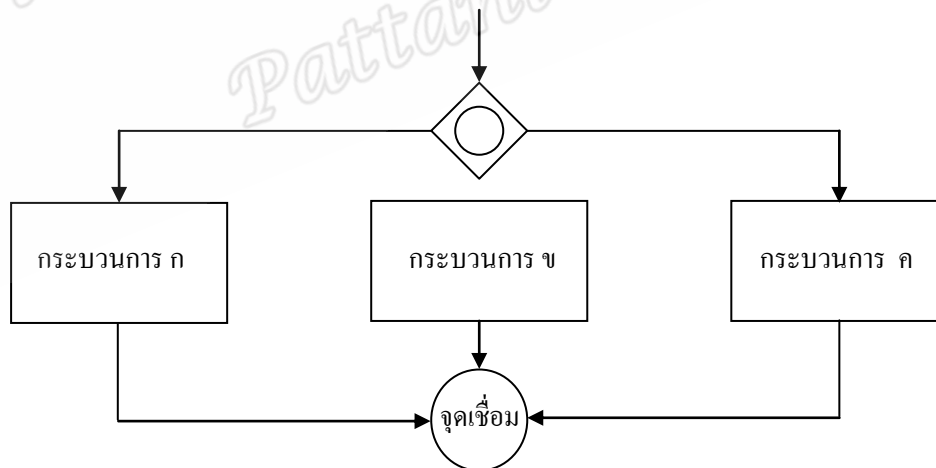 Pattani
กระบวนการ ก
กระบวนการ ข
กระบวนการ ค
จุดเชื่อม